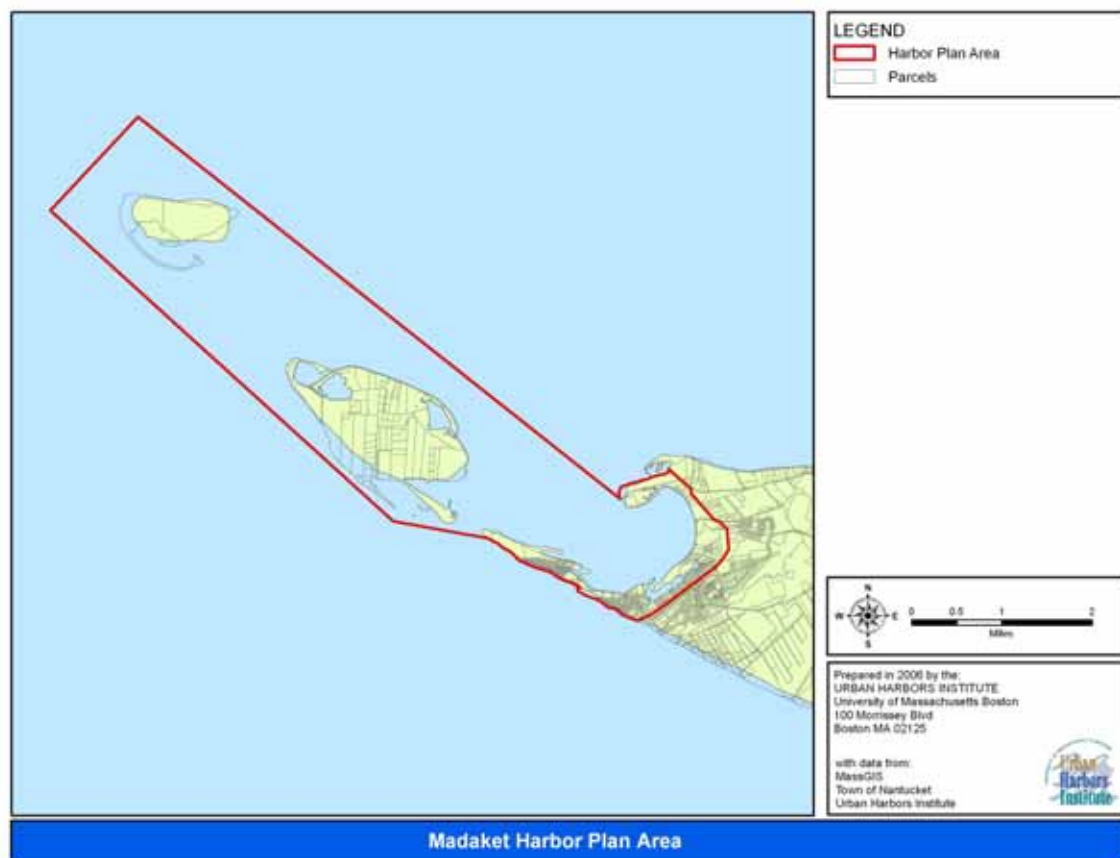 LEGEND
Harbor Plan Area
Parcels
N
W E
S
0 0.5 1 2
Miles
Prepared in 2006 by the:
URBAN HARBORS INSTITUTE
University of Massachusetts Boston
100 Morrissey Blvd
Boston MA 02125
with data from:
MassGIS
Town of Nantucket
Urban Harbors Institute
Urban
Harbors
Institute
Madaket Harbor Plan Area